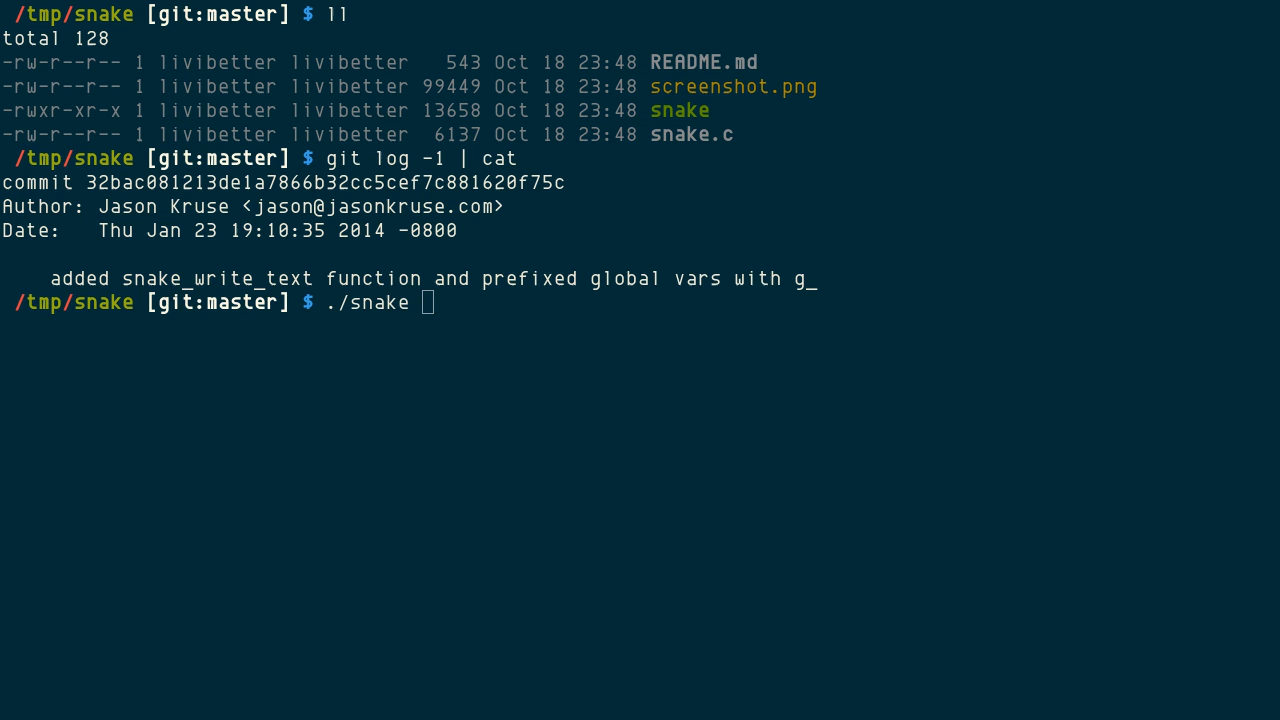 /tmp/snake [git:master] $ ll
total 128
-rw-r--r-- 1 livibetter livibetter   543 Oct 18 23:48 README.md
-rw-r--r-- 1 livibetter livibetter 99449 Oct 18 23:48 screenshot.png
-rwxr-xr-x 1 livibetter livibetter 13658 Oct 18 23:48 snake
-rw-r--r-- 1 livibetter livibetter  6137 Oct 18 23:48 snake.c
/tmp/snake [git:master] $ git log -1 | cat
commit 32bac081213de1a7866b32cc5cef7c881620f75c
Author: Jason Kruse <jason@jasonkruse.com>
Date:   Thu Jan 23 19:10:35 2014 -0800
    added snake_write_text function and prefixed global vars with g_
/tmp/snake [git:master] $ ./snake